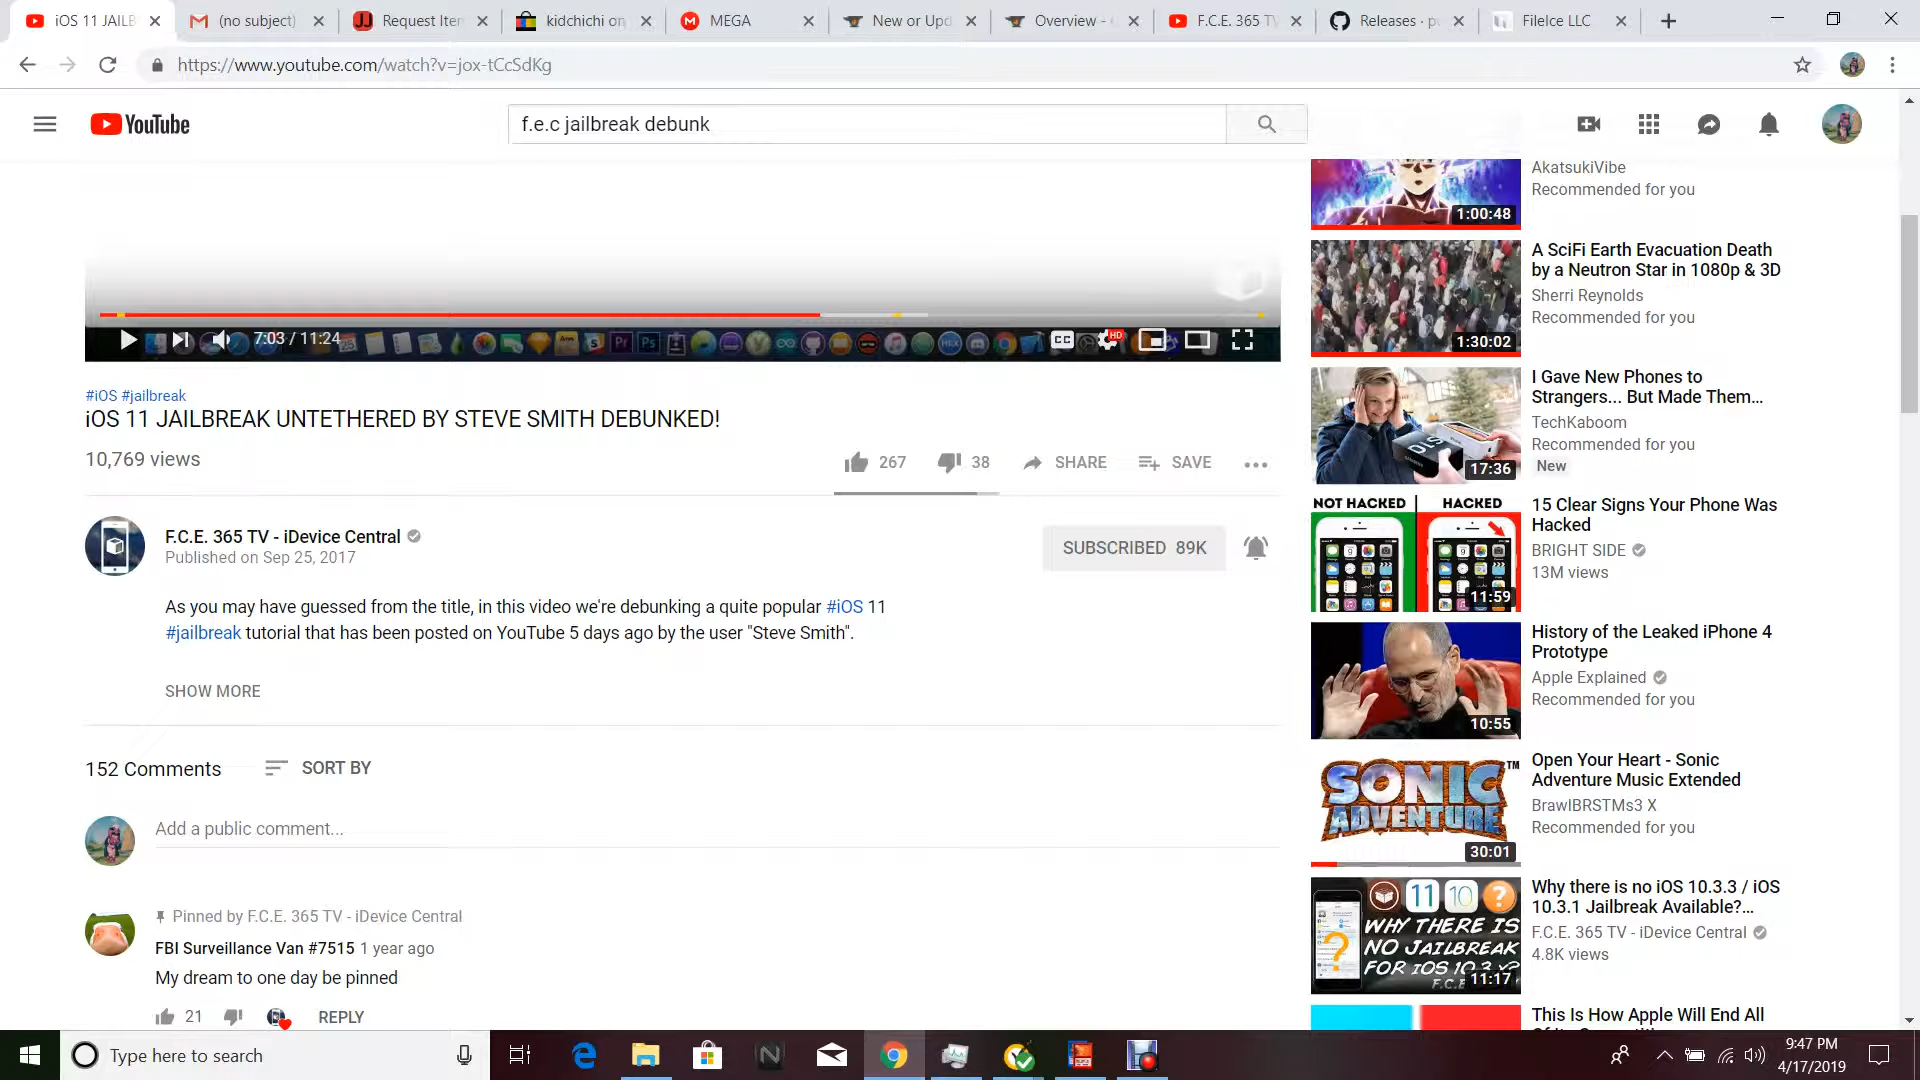 iOS 11 JAILB
(no subject)
Request Iter
kidchichi on
MEGA
New or Upd
Overview -
F.C.E. 365 TV
Releases · p
FileIce LLC
https://www.youtube.com/watch?v=jox-tCcSdKg
YouTube
f.e.c jailbreak debunk
7:03 / 11:24
CC
HD
#iOS #jailbreak
iOS 11 JAILBREAK UNTETHERED BY STEVE SMITH DEBUNKED!
10,769 views
267
38
SHARE
SAVE
F.C.E. 365 TV - iDevice Central
Published on Sep 25, 2017
SUBSCRIBED 89K
As you may have guessed from the title, in this video we're debunking a quite popular #iOS 11
#jailbreak tutorial that has been posted on YouTube 5 days ago by the user "Steve Smith".
SHOW MORE
152 Comments
SORT BY
Add a public comment...
Pinned by F.C.E. 365 TV - iDevice Central
FBI Surveillance Van #7515 1 year ago
My dream to one day be pinned
21
REPLY
AkatsukiVibe
Recommended for you
1:00:48
A SciFi Earth Evacuation Death
by a Neutron Star in 1080p & 3D
Sherri Reynolds
Recommended for you
1:30:02
I Gave New Phones to
Strangers... But Made Them...
TechKaboom
Recommended for you
New
17:36
NOT HACKED
HACKED
15 Clear Signs Your Phone Was
Hacked
BRIGHT SIDE
13M views
11:59
History of the Leaked iPhone 4
Prototype
Apple Explained
Recommended for you
10:55
SONIC
ADVENTURE
TM
Open Your Heart - Sonic
Adventure Music Extended
BrawlBRSTMs3 X
Recommended for you
30:01
11 10 ?
WHY THERE IS
NO JAILBREAK
FOR iOS 10.3.x?
F.C.E
11:17
Why there is no iOS 10.3.3 / iOS
10.3.1 Jailbreak Available?...
F.C.E. 365 TV - iDevice Central
4.8K views
This Is How Apple Will End All
Type here to search
9:47 PM
4/17/2019